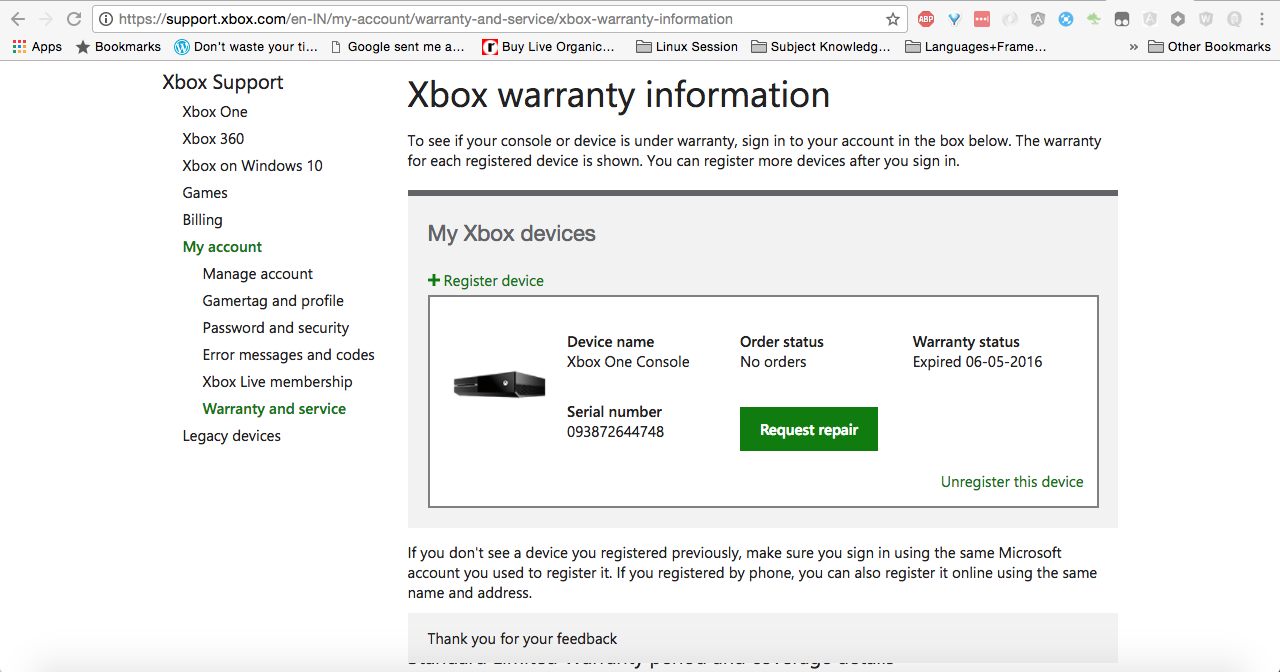 https://support.xbox.com/en-IN/my-account/warranty-and-service/xbox-warranty-information
ABP
Apps
Bookmarks
Don't waste your ti...
Google sent me a...
Buy Live Organic...
Linux Session
Subject Knowledg...
Languages+Frame...
» Other Bookmarks
Xbox Support
Xbox One
Xbox 360
Xbox on Windows 10
Games
Billing
My account
Manage account
Gamertag and profile
Password and security
Error messages and codes
Xbox Live membership
Warranty and service
Legacy devices
Xbox warranty information
To see if your console or device is under warranty, sign in to your account in the box below. The warranty
for each registered device is shown. You can register more devices after you sign in.
My Xbox devices
+ Register device
Device name
Xbox One Console
Order status
No orders
Warranty status
Expired 06-05-2016
Serial number
093872644748
Request repair
Unregister this device
If you don't see a device you registered previously, make sure you sign in using the same Microsoft
account you used to register it. If you registered by phone, you can also register it online using the same
name and address.
Thank you for your feedback
Standard Limited Warranty period and coverage details